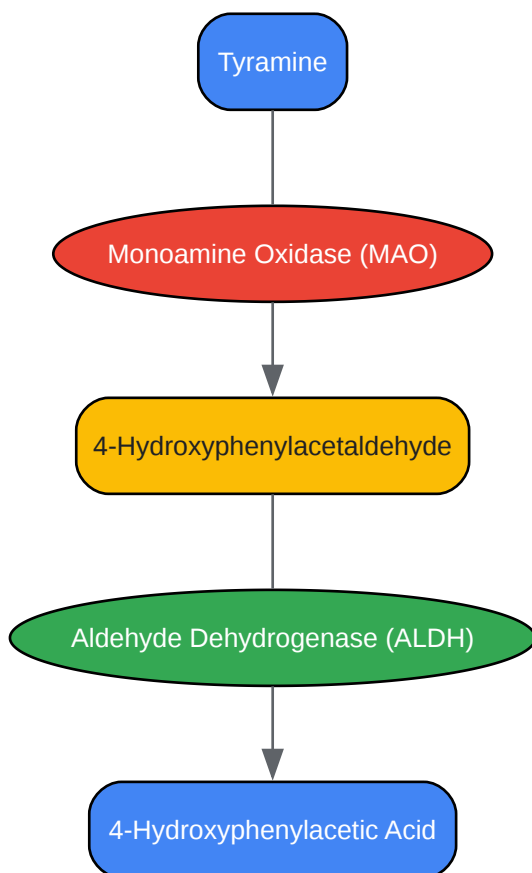 Tyramine
Monoamine Oxidase (MAO)
4-Hydroxyphenylacetaldehyde
Aldehyde Dehydrogenase (ALDH)
4-Hydroxyphenylacetic Acid